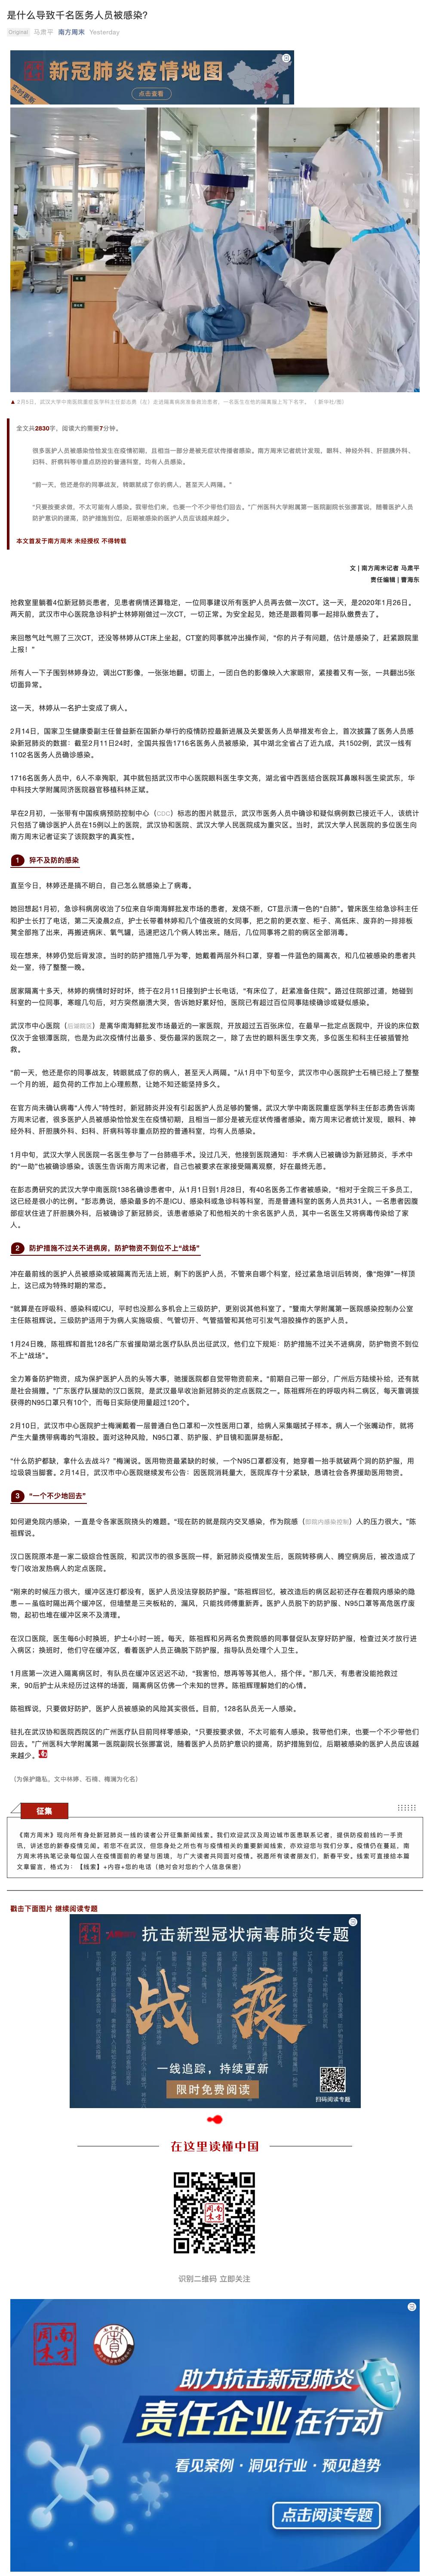 是什么导致千名医务人员被感染?
Original 马肃平 南方周末 Yesterday
新冠肺炎疫情地图
实时更新
点击查看
▲ 2月5日，武汉大学中南医院重症医学科主任彭志勇（左）走进隔离病房准备救治患者，一名医生在他的隔离服上写下名字。（ 新华社/图）
全文共2830字，阅读大约需要7分钟。
很多医护人员被感染恰恰发生在疫情初期，且相当一部分是被无症状传播者感染。南方周末记者统计发现，眼科、神经外科、肝胆胰外科、
妇科、肝病科等非重点防控的普通科室，均有人员感染。
“前一天，他还是你的同事战友，转眼就成了你的病人，甚至天人两隔。”
“只要按要求做，不太可能有人感染。我带他们来，也要一个不少带他们回去。”广州医科大学附属第一医院副院长张挪富说，随着医护人员
防护意识的提高，防护措施到位，后期被感染的医护人员应该越来越少。
本文首发于南方周末 未经授权 不得转载
文 | 南方周末记者 马肃平
责任编辑 | 曹海东
抢救室里躺着4位新冠肺炎患者，见患者病情还算稳定，一位同事建议所有医护人员再去做一次CT。这一天，是2020年1月26日。
两天前，武汉市中心医院急诊科护士林婷刚做过一次CT，一切正常。为安全起见，她还是跟着同事一起排队缴费去了。
来回憋气吐气照了三次CT，还没等林婷从CT床上坐起，CT室的同事就冲出操作间，“你的片子有问题，估计是感染了，赶紧跟院里
上报！”
所有人一下子围到林婷身边，调出CT影像，一张张地翻。切面上，一团白色的影像映入大家眼帘，紧接着又有一张，一共翻出5张
切面异常。
这一天，林婷从一名护士变成了病人。
2月14日，国家卫生健康委副主任曾益新在国新办举行的疫情防控最新进展及关爱医务人员举措发布会上，首次披露了医务人员感
染新冠肺炎的数据：截至2月11日24时，全国共报告1716名医务人员被感染，其中湖北全省占了近九成，共1502例，武汉一线有
1102名医务人员确诊感染。
1716名医务人员中，6人不幸殉职，其中就包括武汉市中心医院眼科医生李文亮，湖北省中西医结合医院耳鼻喉科医生梁武东，华
中科技大学附属同济医院器官移植科林正斌。
早在2月初，一张带有中国疾病预防控制中心（CDC）标志的图片就显示，武汉市医务人员中确诊和疑似病例数已接近千人，该统计
只包括了确诊医护人员在15例以上的医院，武汉协和医院、武汉大学人民医院成为重灾区。当时，武汉大学人民医院的多位医生向
南方周末记者证实了该院数字的真实性。
1 猝不及防的感染
直至今日，林婷还是搞不明白，自己怎么就感染上了病毒。
她回想起1月初，急诊科病房收治了5位来自华南海鲜批发市场的患者，发烧不断，CT显示清一色的“白肺”。管床医生给急诊科主任
和护士长打了电话，第二天凌晨2点，护士长带着林婷和几个值夜班的女同事，把之前的更衣室、柜子、高低床、废弃的一排排板
凳全部拖了出来，再搬进病床、氧气罐，迅速把这几个病人转出来。随后，几位同事将之前的病区全部消毒。
现在想来，林婷仍觉后背发凉。当时的防护措施几乎没有，她戴着两层外科口罩，穿着一件蓝色的隔离衣，和几位被感染的患者共
处一室，待了整整一晚。
居家隔离十多天，林婷的病情时好时坏，终于在2月11日接到护士长电话，“有床位了，赶紧准备住院”。路过住院部过道，她碰到
科室的一位同事，寒暄几句后，对方突然崩溃大哭，告诉她好累好怕，医院已有超过百位同事陆续确诊或疑似感染。
武汉市中心医院（后湖院区）是离华南海鲜批发市场最近的一家医院，开放超过五百张床位，在最早一批定点医院中，开设的床位数
仅次于金银潭医院，也是为此次疫情付出最多、受伤最深的医院之一，除了去世的眼科医生李文亮，多位医生和科主任被插管抢
救。
“前一天，他还是你的同事战友，转眼就成了你的病人，甚至天人两隔。”从1月中下旬至今，武汉市中心医院护士石楠已经上了整整
一个月的班，超负荷的工作加上心理煎熬，让她不知还能坚持多久。
在官方尚未确认病毒“人传人”特性时，新冠肺炎并没有引起医护人员足够的警惕。武汉大学中南医院重症医学科主任彭志勇告诉南
方周末记者，很多医护人员被感染恰恰发生在疫情初期，且相当一部分是被无症状传播者感染。南方周末记者统计发现，眼科、神
经外科、肝胆胰外科、妇科、肝病科等非重点防控的普通科室，均有人员感染。
1月中旬，武汉大学人民医院一名医生参与了一台肺癌手术。没过几天，他接到医院通知：手术病人已被确诊为新冠肺炎，手术中
的“一助”也被确诊感染。该医生告诉南方周末记者，自己也被要求在家接受隔离观察，好在最终无恙。
在彭志勇研究的武汉大学中南医院138名确诊患者中，从1月1日到1月28日，有40名医务工作者被感染，“相对于全院三千多员工，
这已经是很小的比例。”彭志勇说，感染最多的不是ICU、感染科或急诊科等科室，而是普通科室的医务人员共31人。一名患者因腹
部症状住进了肝胆胰外科，后被确诊了新冠肺炎，该患者感染了和他相关的十余名医护人员，其中一名医生又将病毒传染给了家
人。
2 防护措施不过关不进病房，防护物资不到位不上“战场”
冲在最前线的医护人员被感染或被隔离而无法上班，剩下的医护人员，不管来自哪个科室，经过紧急培训后转岗，像“炮弹”一样顶
上，这已成为特殊时期的常态。
“就算是在呼吸科、感染科或ICU，平时也没那么多机会上三级防护，更别说其他科室了。”暨南大学附属第一医院感染控制办公室
主任陈祖辉说，三级防护适用于为病人实施吸痰、气管切开、气管插管和其他可引发气溶胶操作的医护人员。
1月24日晚，陈祖辉和首批128名广东省援助湖北医疗队队员出征武汉，他们立下规矩：防护措施不过关不进病房，防护物资不到位
不上“战场”。
全力筹备防护物资，成为保护医护人员的头等大事，驰援医院都自觉带物资前来。“前期自己带一部分，广州后方陆续补给，还有就
是社会捐赠。”广东医疗队援助的汉口医院，是武汉最早收治新冠肺炎的定点医院之一。陈祖辉所在的呼吸内科二病区，每天靠调拨
获得的N95口罩只有10个，而每日实际使用量超过120个。
2月10日，武汉市中心医院护士梅澜戴着一层普通白色口罩和一次性医用口罩，给病人采集咽拭子样本。病人一个张嘴动作，就将
产生大量携带病毒的气溶胶。面对这种风险，N95口罩、防护服、护目镜和面屏是标配。
“什么防护都缺，拿什么去战斗？”梅澜说。医用物资最紧缺的时候，一个N95口罩都没有，她穿着一抬手就破两个洞的防护服，用
垃圾袋当脚套。2月14日，武汉市中心医院继续发布公告：因医院消耗量大，医院库存十分紧缺，恳请社会各界援助医用物资。
3 “一个不少地回去”
如何避免院内感染，一直是令各家医院挠头的难题。“现在防的就是院内交叉感染，作为院感（即院内感染控制）人的压力很大。”陈
祖辉说。
汉口医院原本是一家二级综合性医院，和武汉市的很多医院一样，新冠肺炎疫情发生后，医院转移病人、腾空病房后，被改造成了
专门收治发热病人的定点医院。
“刚来的时候压力很大，缓冲区连灯都没有，医护人员没法穿脱防护服。”陈祖辉回忆，被改造后的病区起初还存在着院内感染的隐
患——虽临时隔出两个缓冲区，但墙壁是三夹板粘的，漏风，只能找师傅重新弄。医护人员脱下的防护服、N95口罩等高危医疗废
物，起初也堆在缓冲区来不及清理。
在汉口医院，医生每6小时换班，护士4小时一班。每天，陈祖辉和另两名负责院感的同事督促队友穿好防护服，检查过关才放行进
入病区；换班时，他们守在缓冲区，看着医护人员正确脱下防护服，指导队员处理个人卫生。
1月底第一次进入隔离病区时，有队员在缓冲区迟迟不动，“我害怕，想再等等其他人，搭个伴。”那几天，有患者没能抢救过
来，90后护士从未经历过这样的场面，隔离病区仿佛一个未知的世界。陈祖辉理解她们的心情。
陈祖辉说，只要做好防护，医护人员被感染的风险其实很低。目前，128名队员无一人感染。
驻扎在武汉协和医院西院区的广州医疗队目前同样零感染，“只要按要求做，不太可能有人感染。我带他们来，也要一个不少带他们
回去。”广州医科大学附属第一医院副院长张挪富说，随着医护人员防护意识的提高，防护措施到位，后期被感染的医护人员应该越
来越少。
（为保护隐私，文中林婷、石楠、梅澜为化名）
征集
《南方周末》现向所有身处新冠肺炎一线的读者公开征集新闻线索。我们欢迎武汉及周边城市医患联系记者，提供防疫前线的一手资
讯，讲述您的新春疫情见闻。若您不在武汉，但您身处之所也有与疫情相关的重要新闻线索，亦欢迎您与我们分享。疫情仍在蔓延，南
方周末将执笔记录每位国人在疫情面前的希望与困境，与广大读者共同面对疫情。祝愿所有读者朋友们，新春平安。线索可直接给本篇
文章留言，格式为：【线索】+内容+您的电话（绝对会对您的个人信息保密）
戳击下面图片 继续阅读专题
抗击新型冠状病毒肺炎专题
战疫
一线追踪，持续更新
限时免费阅读
扫码阅读专题
在这里读懂中国
识别二维码 立即关注
南方周末
助力抗击新冠肺炎
责任企业在行动
看见案例·洞见行业·预见趋势
点击阅读专题